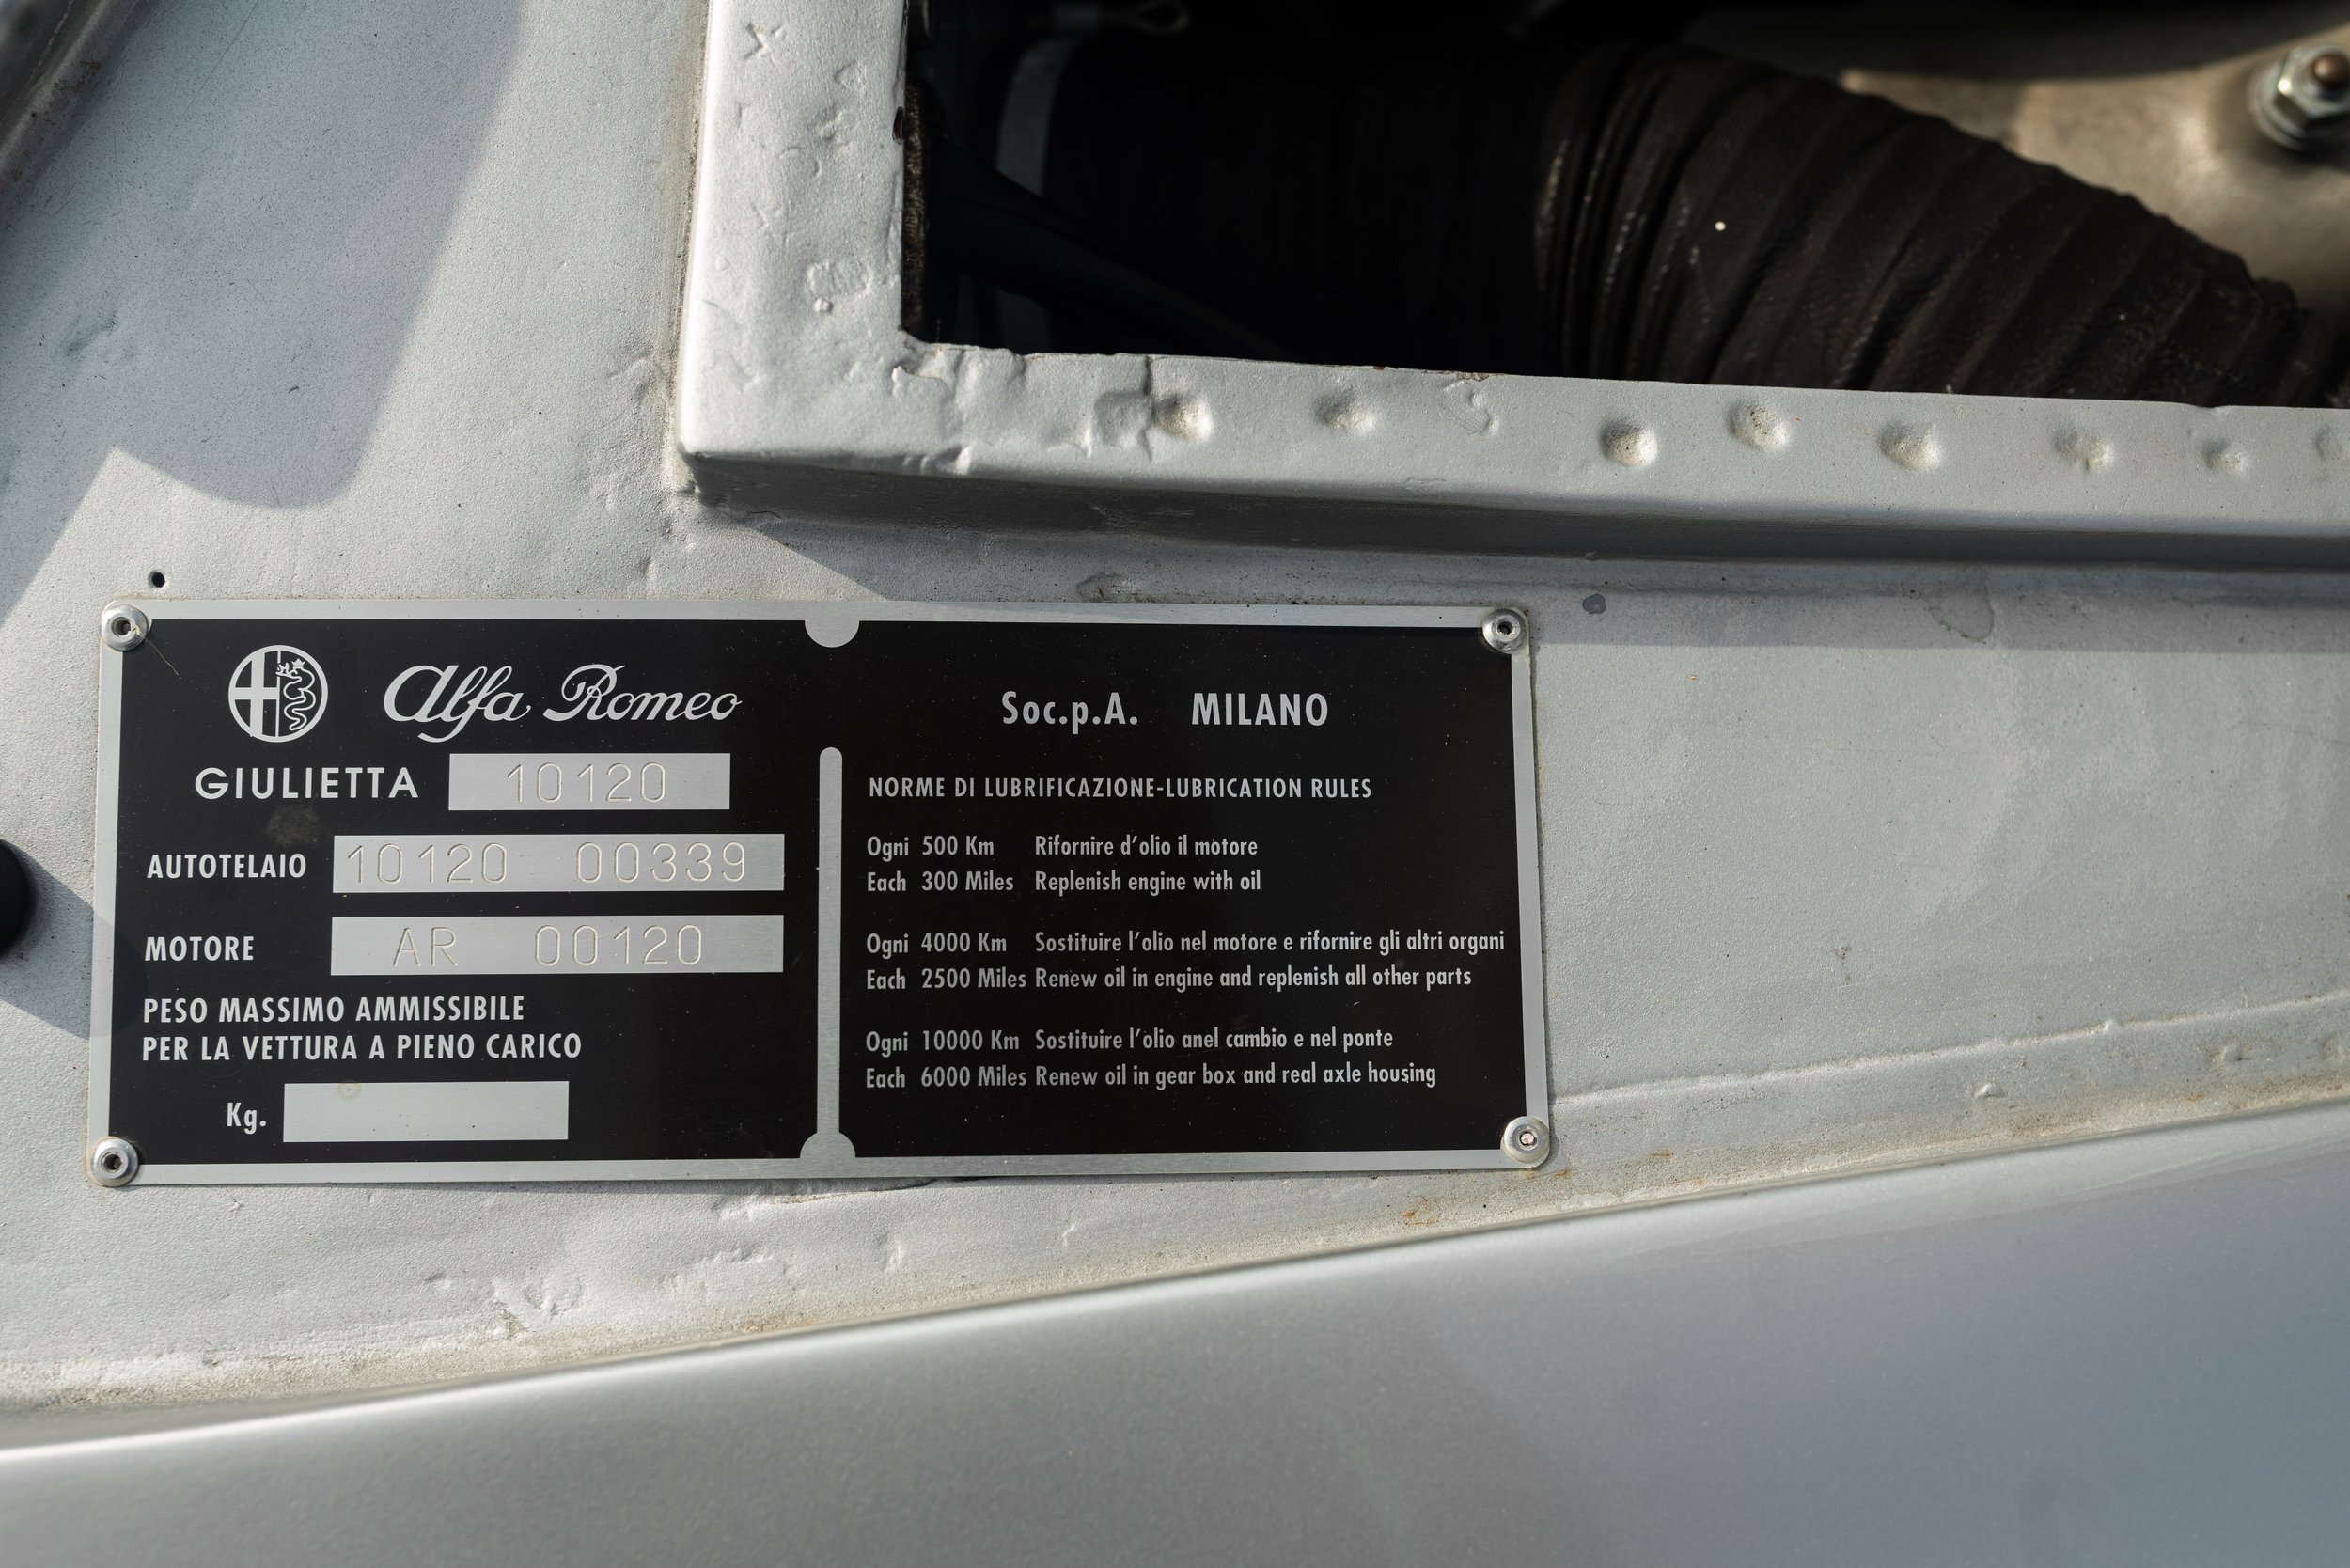 Alfa Romeo
GIULIETTA 10120
AUTOTELAIO 10120 00339
MOTORE AR 00120
PESO MASSIMO AMMISSIBILE
PER LA VETTURA A PIENO CARICO
Kg.
Soc.p.A. MILANO
NORME DI LUBRIFICAZIONE-LUBRICATION RULES
Ogni 500 Km Rifornire d'olio il motore
Each 300 Miles Replenish engine with oil
Ogni 4000 Km Sostituire l'olio nel motore e rifornire gli altri organi
Each 2500 Miles Renew oil in engine and replenish all other parts
Ogni 10000 Km Sostituire l'olio anel cambio e nel ponte
Each 6000 Miles Renew oil in gear box and real axle housing